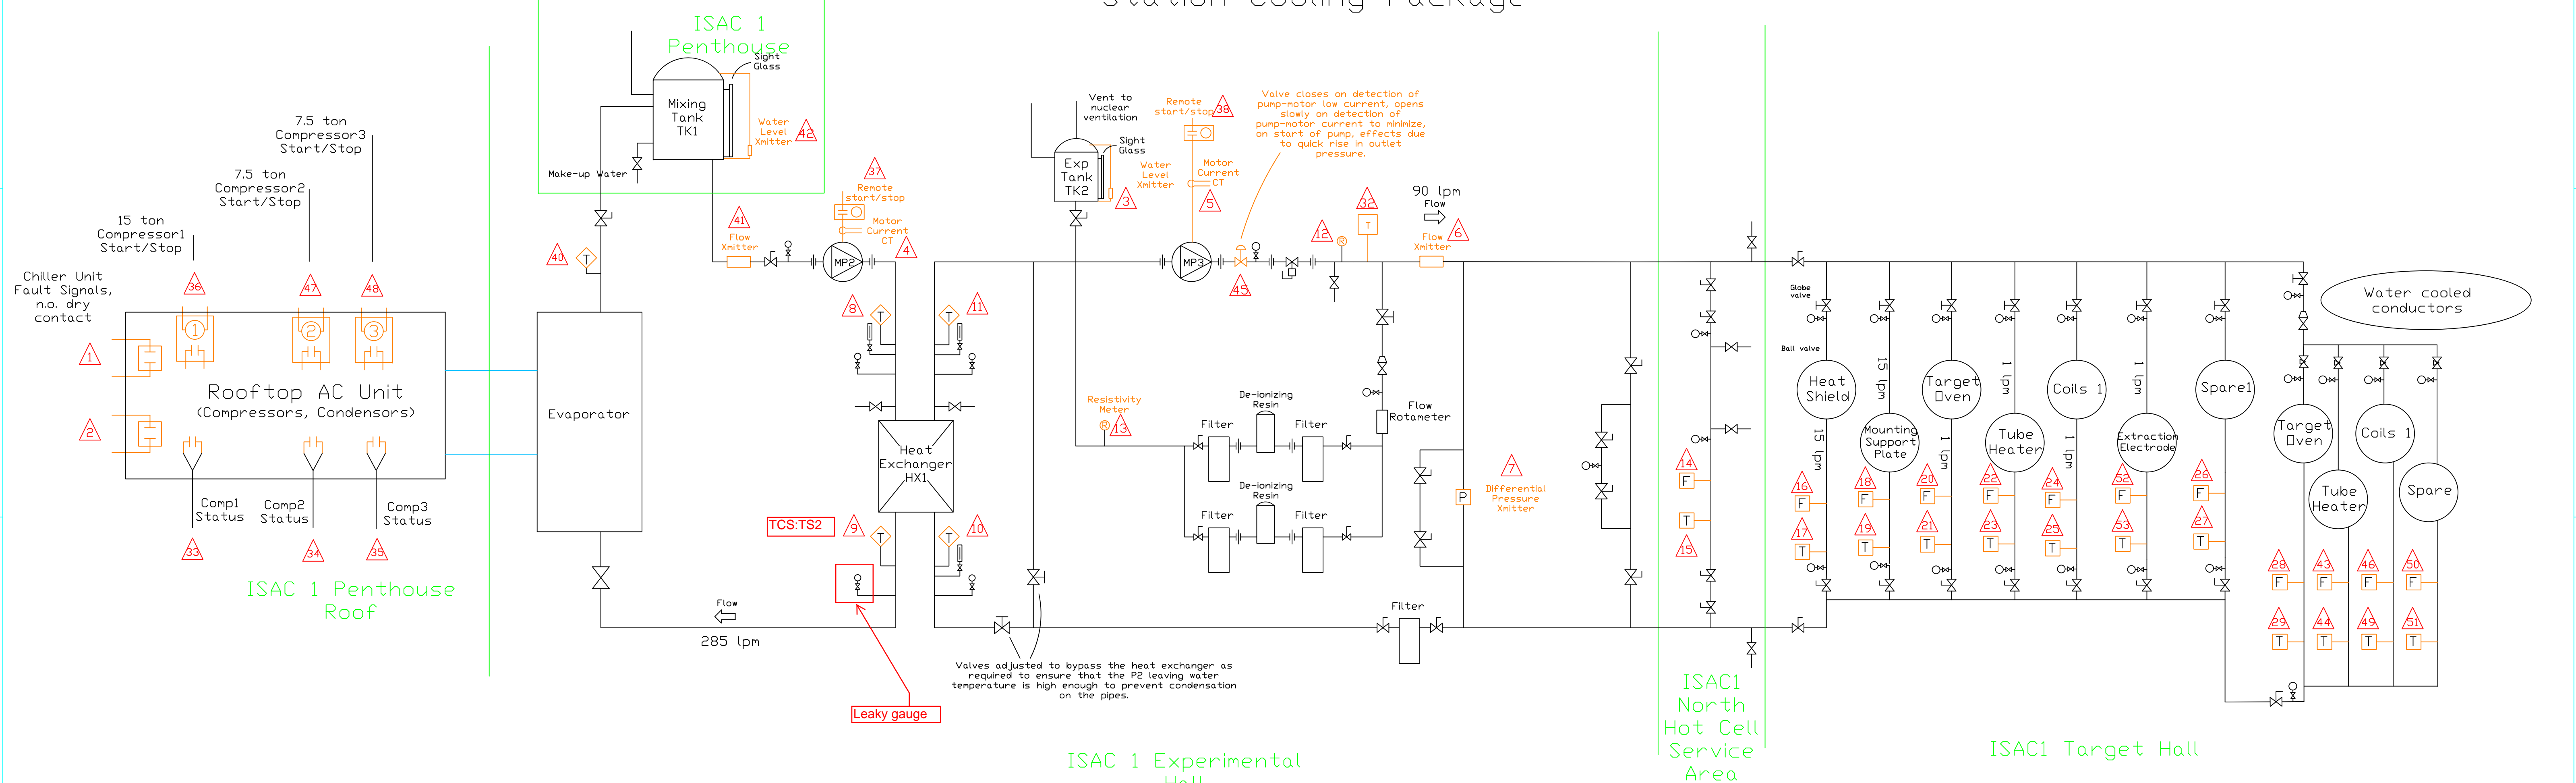 Station Cooling Package
ISAC 1
Penthouse
Sight
Glass
Mixing
Tank
TK1
Water
Level
Xmitter
42
Make-up Water
7.5 ton
Compressor3
Start/Stop
7.5 ton
Compressor2
Start/Stop
15 ton
Compressor1
Start/Stop
Chiller Unit
Fault Signals,
n.o. dry
contact
36
47
48
1
2
3
1
2
Rooftop AC Unit
(Compressors, Condensors)
Comp1
Status
Comp2
Status
Comp3
Status
33
34
35
ISAC 1 Penthouse
Roof
40
T
Evaporator
41
Flow
Xmitter
37
Remote
start/stop
Motor
Current
CT
4
MP2
8
T
11
T
Heat
Exchanger
HX1
TCS:TS2
9
T
10
T
Flow
285 lpm
Leaky gauge
Valves adjusted to bypass the heat exchanger as
required to ensure that the P2 leaving water
temperature is high enough to prevent condensation
on the pipes.
Vent to
nuclear
ventilation
Sight
Glass
Exp
Tank
TK2
Water
Level
Xmitter
3
Remote
start/stop
38
Motor
Current
CT
5
Valve closes on detection of
pump-motor low current, opens
slowly on detection of
pump-motor current to minimize,
on start of pump, effects due
to quick rise in outlet
pressure.
MP3
45
12
R
32
T
90 lpm
Flow
Flow
Xmitter
6
Resistivity
Meter
R
13
De-ionizing
Resin
Filter
Filter
De-ionizing
Resin
Filter
Filter
Flow
Rotameter
7
P
Differential
Pressure
Xmitter
Filter
ISAC 1 Experimental
Hall
14
F
T
15
ISAC1
North
Hot Cell
Service
Area
Globe
valve
Ball valve
Heat
Shield
15 lpm
16
F
17
T
15 lpm
Mounting
Support
Plate
18
F
19
T
Target
Oven
1 lpm
20
F
21
T
1 lpm
Tube
Heater
22
F
23
T
Coils 1
1 lpm
24
F
25
T
1 lpm
Extraction
Electrode
52
F
53
T
Spare1
26
F
27
T
Water cooled
conductors
Target
Oven
28
F
29
T
Tube
Heater
43
F
44
T
Coils 1
46
F
49
T
Spare
50
F
51
T
ISAC1 Target Hall